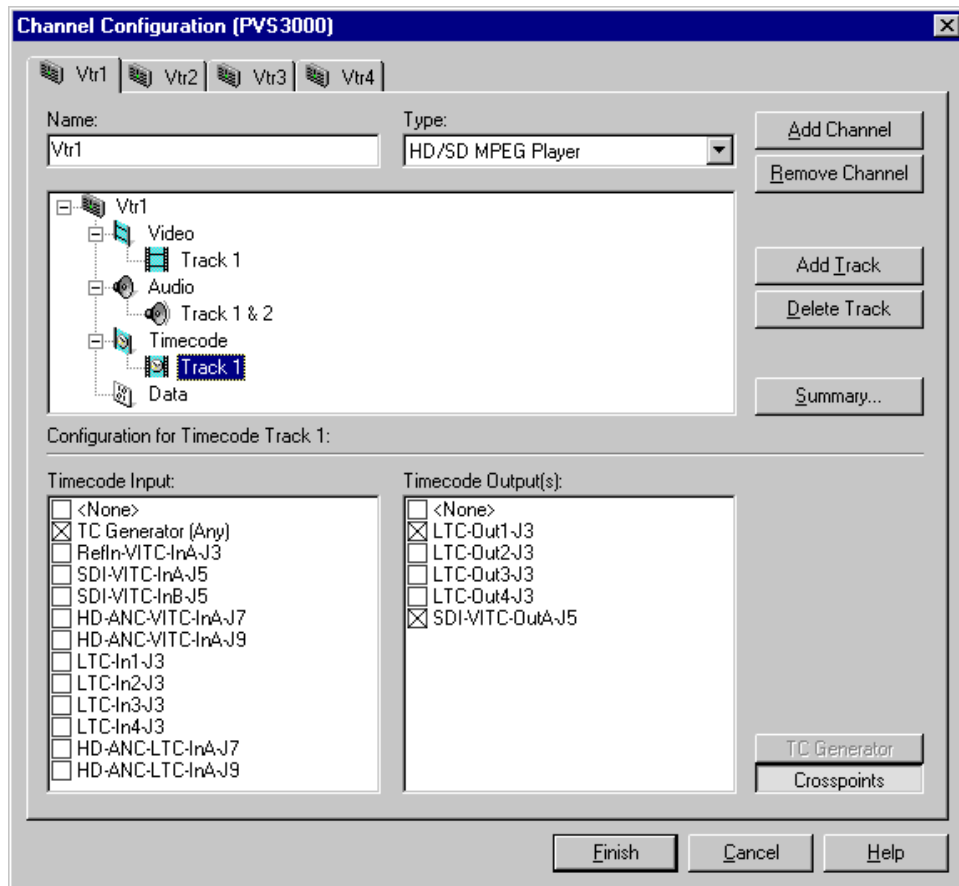 Channel Configuration (PVS3000)
Vtr1 Vtr2 Vtr3 Vtr4
Name: Type:
Vtr1 HD/SD MPEG Player
Add Channel
Remove Channel
Vtr1
Video
Track 1
Audio
Track 1 & 2
Timecode
Track 1
Data
Add Track
Delete Track
Summary...
Configuration for Timecode Track 1:
Timecode Input:
<None>
TC Generator (Any)
RefIn-VITC-InA-J3
SDI-VITC-InA-J5
SDI-VITC-InB-J5
HD-ANC-VITC-InA-J7
HD-ANC-VITC-InA-J9
LTC-In1-J3
LTC-In2-J3
LTC-In3-J3
LTC-In4-J3
HD-ANC-LTC-InA-J7
HD-ANC-LTC-InA-J9
Timecode Output(s):
<None>
LTC-Out1-J3
LTC-Out2-J3
LTC-Out3-J3
LTC-Out4-J3
SDI-VITC-OutA-J5
TC Generator
Crosspoints
Finish Cancel Help